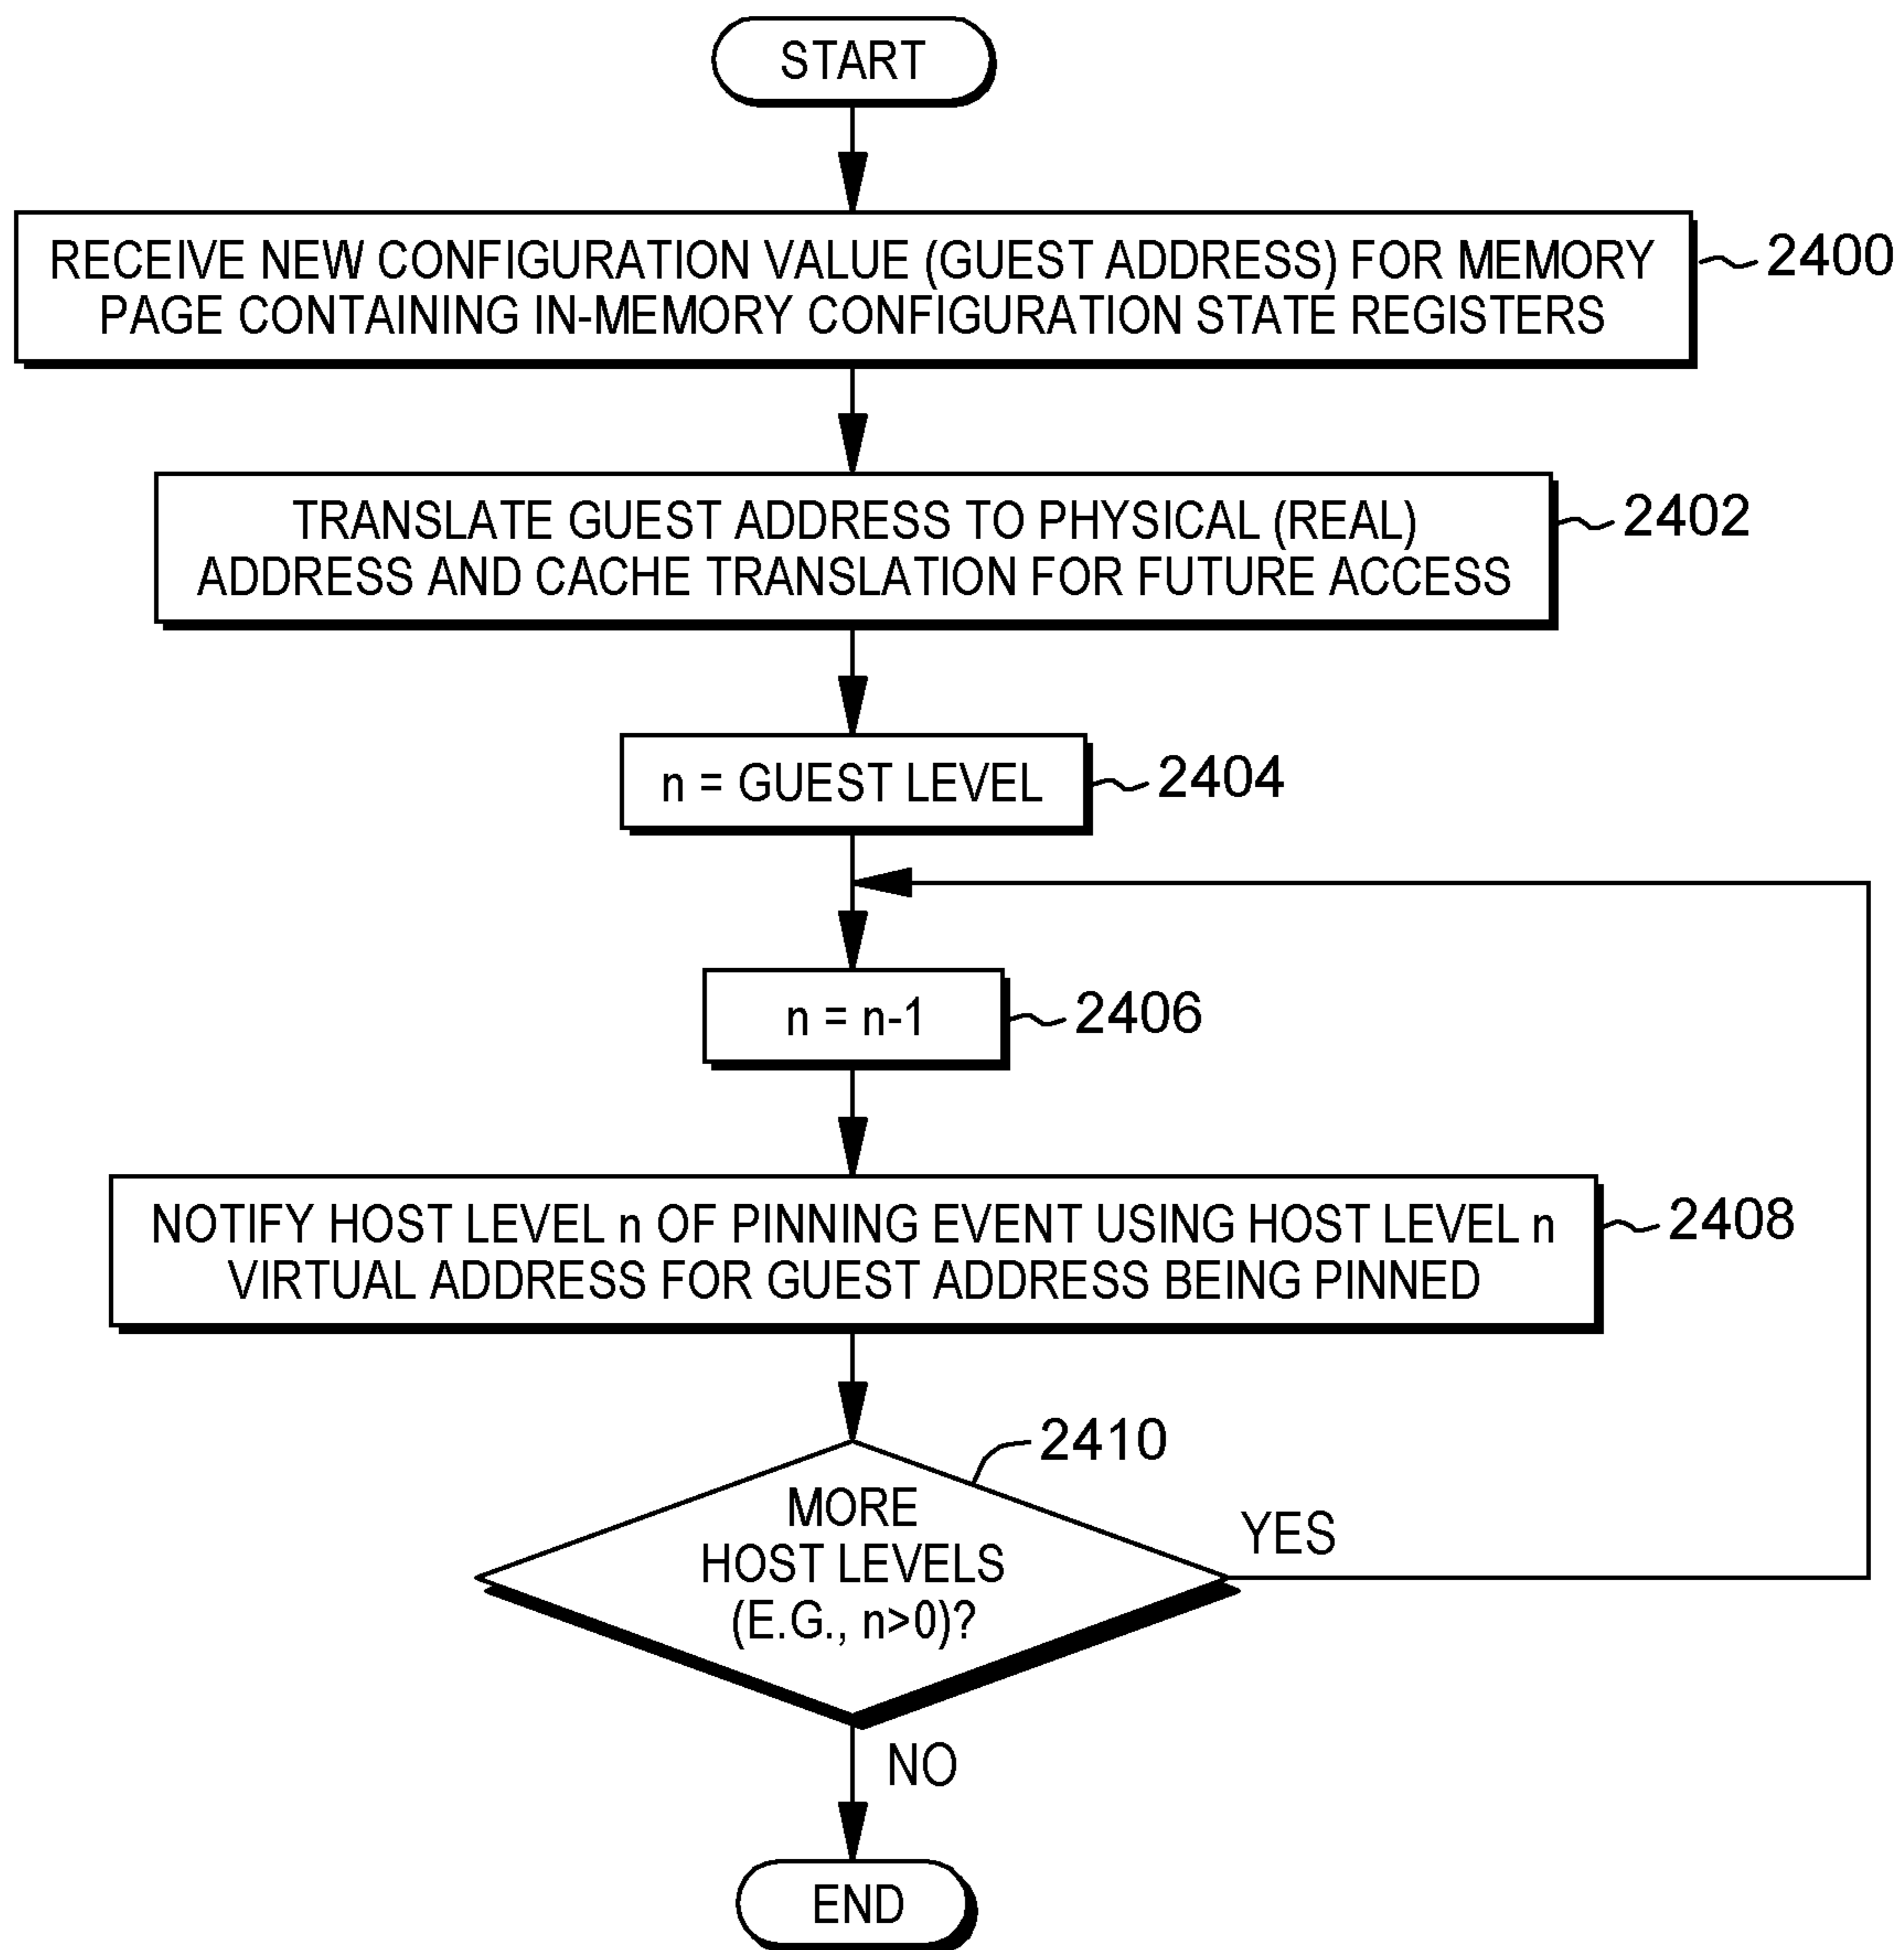 START
RECEIVE NEW CONFIGURATION VALUE (GUEST ADDRESS) FOR MEMORY
PAGE CONTAINING IN-MEMORY CONFIGURATION STATE REGISTERS
2400
TRANSLATE GUEST ADDRESS TO PHYSICAL (REAL)
ADDRESS AND CACHE TRANSLATION FOR FUTURE ACCESS
2402
n = GUEST LEVEL
2404
n = n-1
2406
NOTIFY HOST LEVEL n OF PINNING EVENT USING HOST LEVEL n
VIRTUAL ADDRESS FOR GUEST ADDRESS BEING PINNED
2408
2410
MORE
HOST LEVELS
(E.G., n>0)?
YES
NO
END